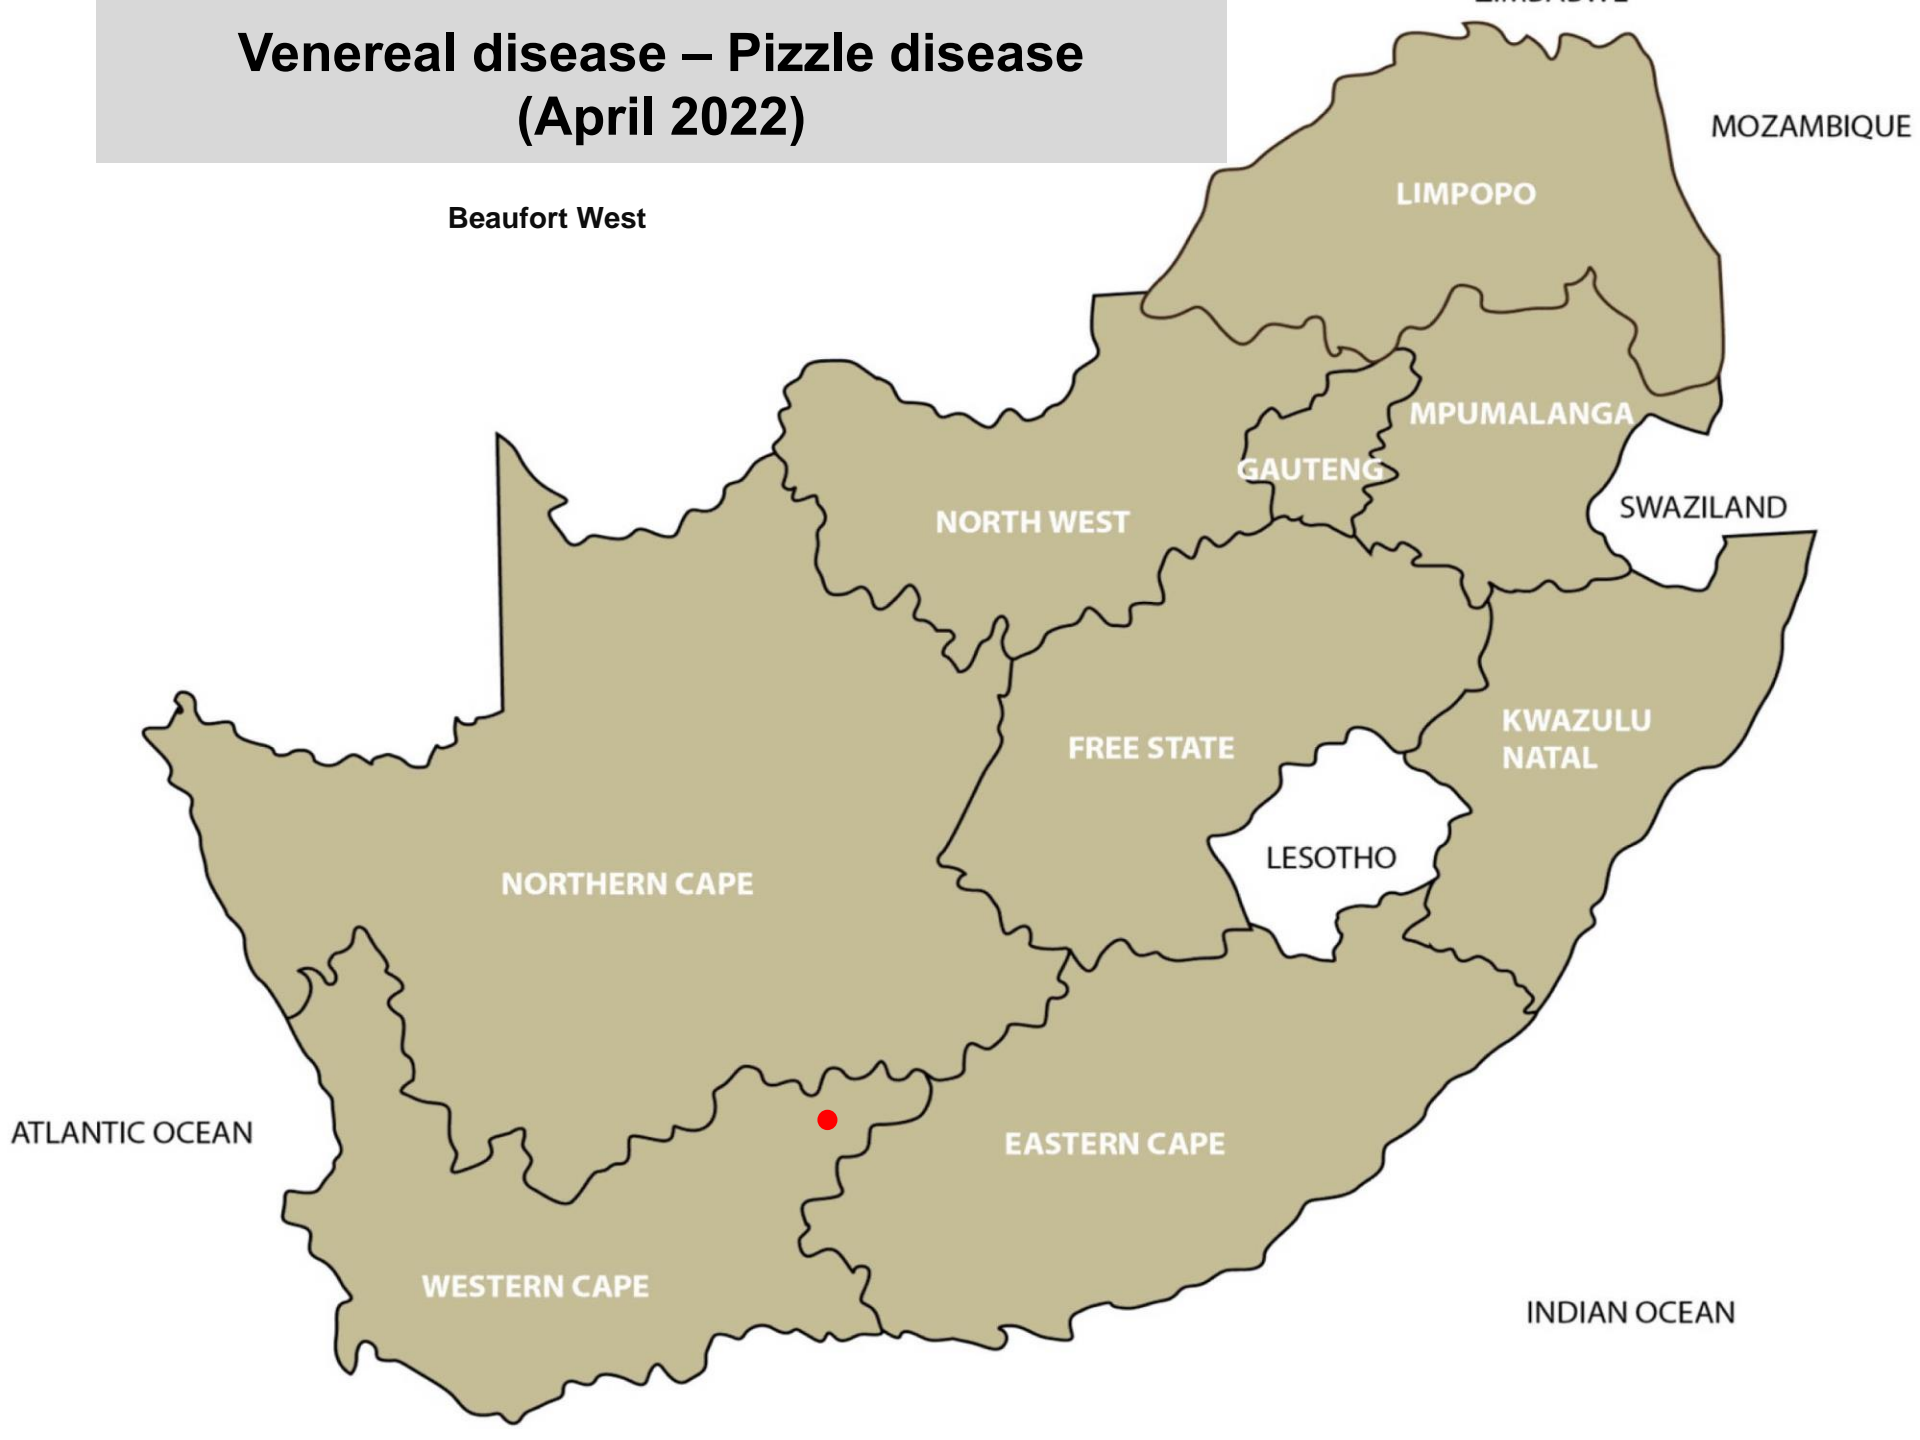 Venereal disease – Pizzle disease
(April 2022)
Beaufort West
MOZAMBIQUE
LIMPOPO
MPUMALANGA
GAUTENG
SWAZILAND
NORTH WEST
KWAZULU
NATAL
FREE STATE
LESOTHO
NORTHERN CAPE
ATLANTIC OCEAN
EASTERN CAPE
WESTERN CAPE
INDIAN OCEAN